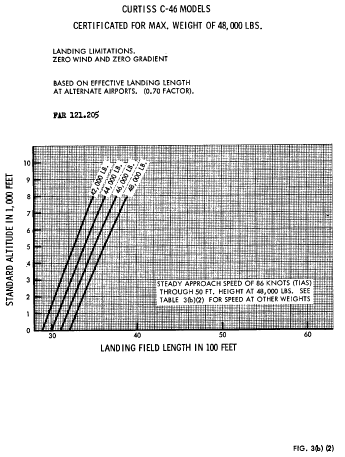 CURTISS C-46 MODELS
CERTIFICATED FOR MAX. WEIGHT OF 48,000 LBS.
LANDING LIMITATIONS.
ZERO WIND AND ZERO GRADIENT
BASED ON EFFECTIVE LANDING LENGTH
AT ALTERNATE AIRPORTS. (0.70 FACTOR).
FAR 121.205
STANDARD ALTITUDE IN 1,000 FEET
10
9
8
7
6
5
4
3
2
1
0
42,000 LB.
44,000 LB.
46,000 LB.
48,000 LB.
STEADY APPROACH SPEED OF 86 KNOTS (TIAS)
THROUGH 50 FT. HEIGHT AT 48,000 LBS. SEE
TABLE 3(b)(2) FOR SPEED AT OTHER WEIGHTS
30 40 50 60
LANDING FIELD LENGTH IN 100 FEET
FIG. 3(b) (2)